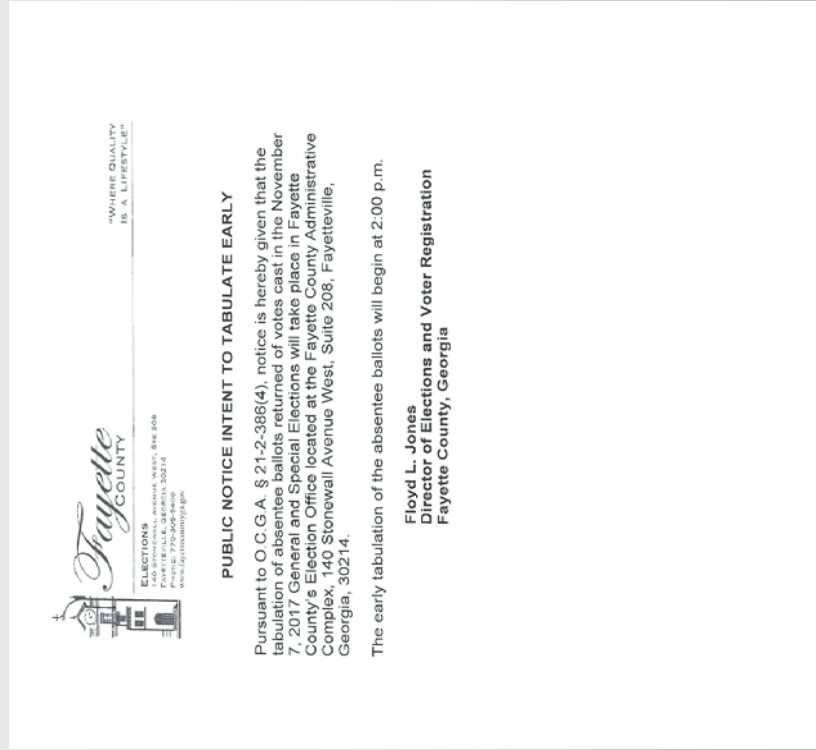 Fayette
COUNTY
"WHERE QUALITY
IS A LIFESTYLE"
ELECTIONS
140 STONEWALL AVENUE WEST, STE 208
FAYETTEVILLE, GEORGIA 30214
PHONE: 770-305-5408
www.fayettecountyga.gov
PUBLIC NOTICE INTENT TO TABULATE EARLY
Pursuant to O.C.G.A. § 21-2-386(4), notice is hereby given that the
tabulation of absentee ballots returned of votes cast in the November
7, 2017 General and Special Elections will take place in Fayette
County's Election Office located at the Fayette County Administrative
Complex, 140 Stonewall Avenue West, Suite 208, Fayetteville,
Georgia, 30214.
The early tabulation of the absentee ballots will begin at 2:00 p.m.
Floyd L. Jones
Director of Elections and Voter Registration
Fayette County, Georgia